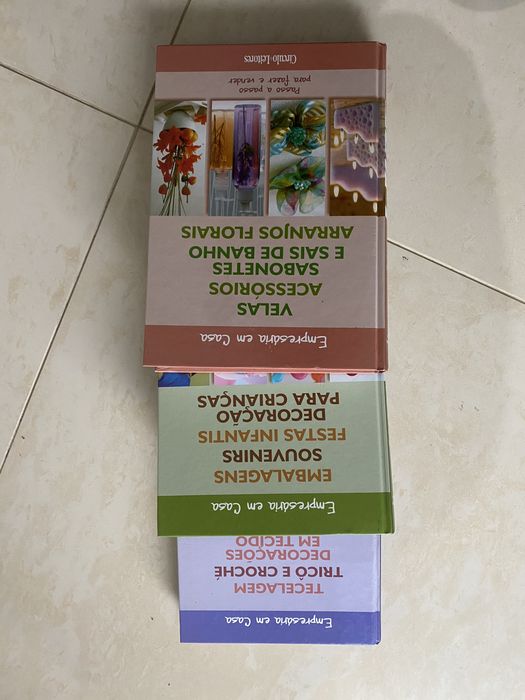 Empresária em Casa
VELAS
ACESSÓRIOS
SABONETES
E SAIS DE BANHO
ARRANJOS FLORAIS
Passo a passo
para fazer e vender
Círculo Leitores
Empresária em Casa
EMBALAGENS
SOUVENIRS
FESTAS INFANTIS
DECORAÇÃO
PARA CRIANÇAS
Empresária em Casa
TECELAGEM
TRICÔ E CROCHÉ
DECORAÇÕES
EM TECIDO